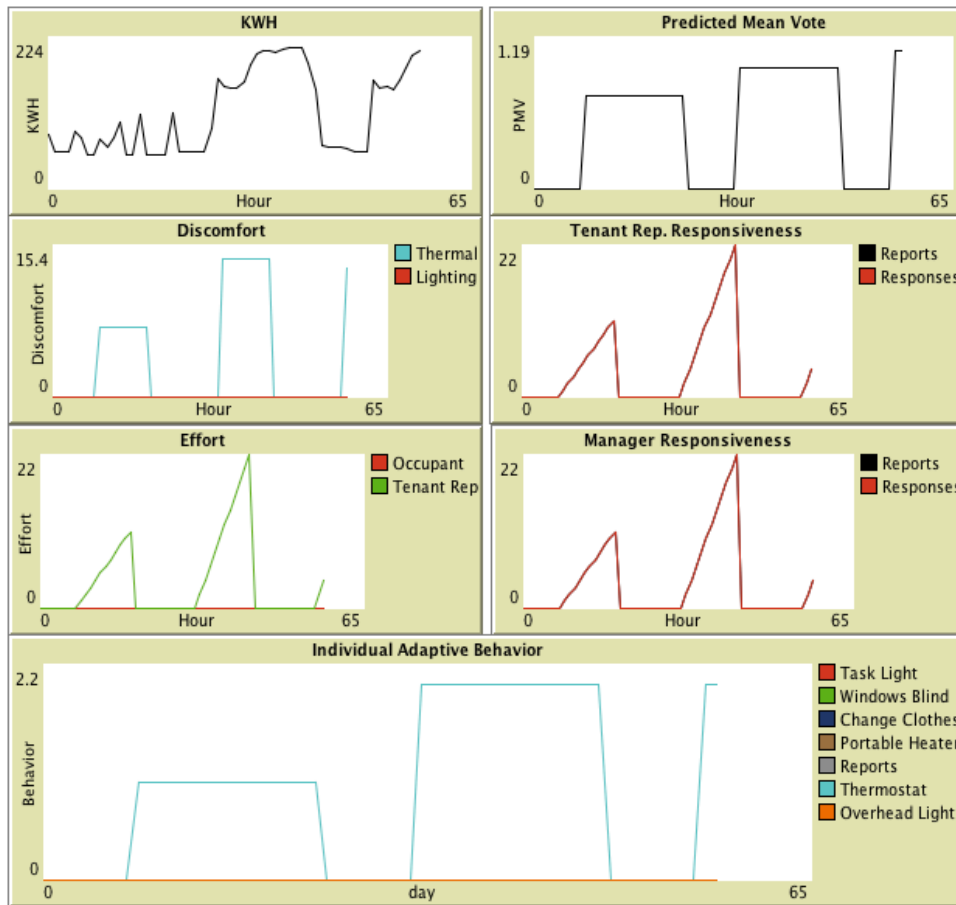 KWH
224
KWH
0
0
Hour
65
Predicted Mean Vote
1.19
PMV
0
0
Hour
65
Discomfort
15.4
Discomfort
0
0
Hour
65
Thermal
Lighting
Tenant Rep. Responsiveness
22
0
0
Hour
65
Reports
Responses
Effort
22
Effort
0
0
Hour
65
Occupant
Tenant Rep
Manager Responsiveness
22
0
0
Hour
65
Reports
Responses
Individual Adaptive Behavior
2.2
Behavior
0
0
day
65
Task Light
Windows Blind
Change Clothes
Portable Heater
Reports
Thermostat
Overhead Light